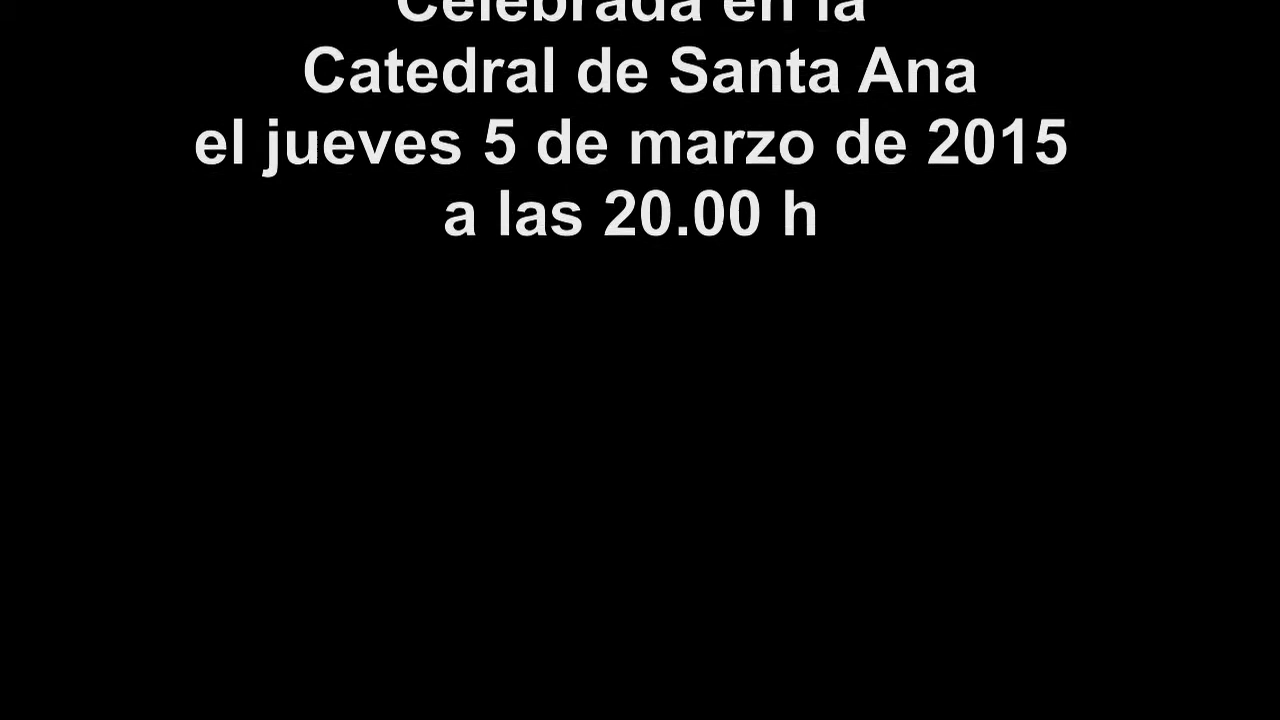 Celebrada en la
Catedral de Santa Ana
el jueves 5 de marzo de 2015
a las 20.00 h